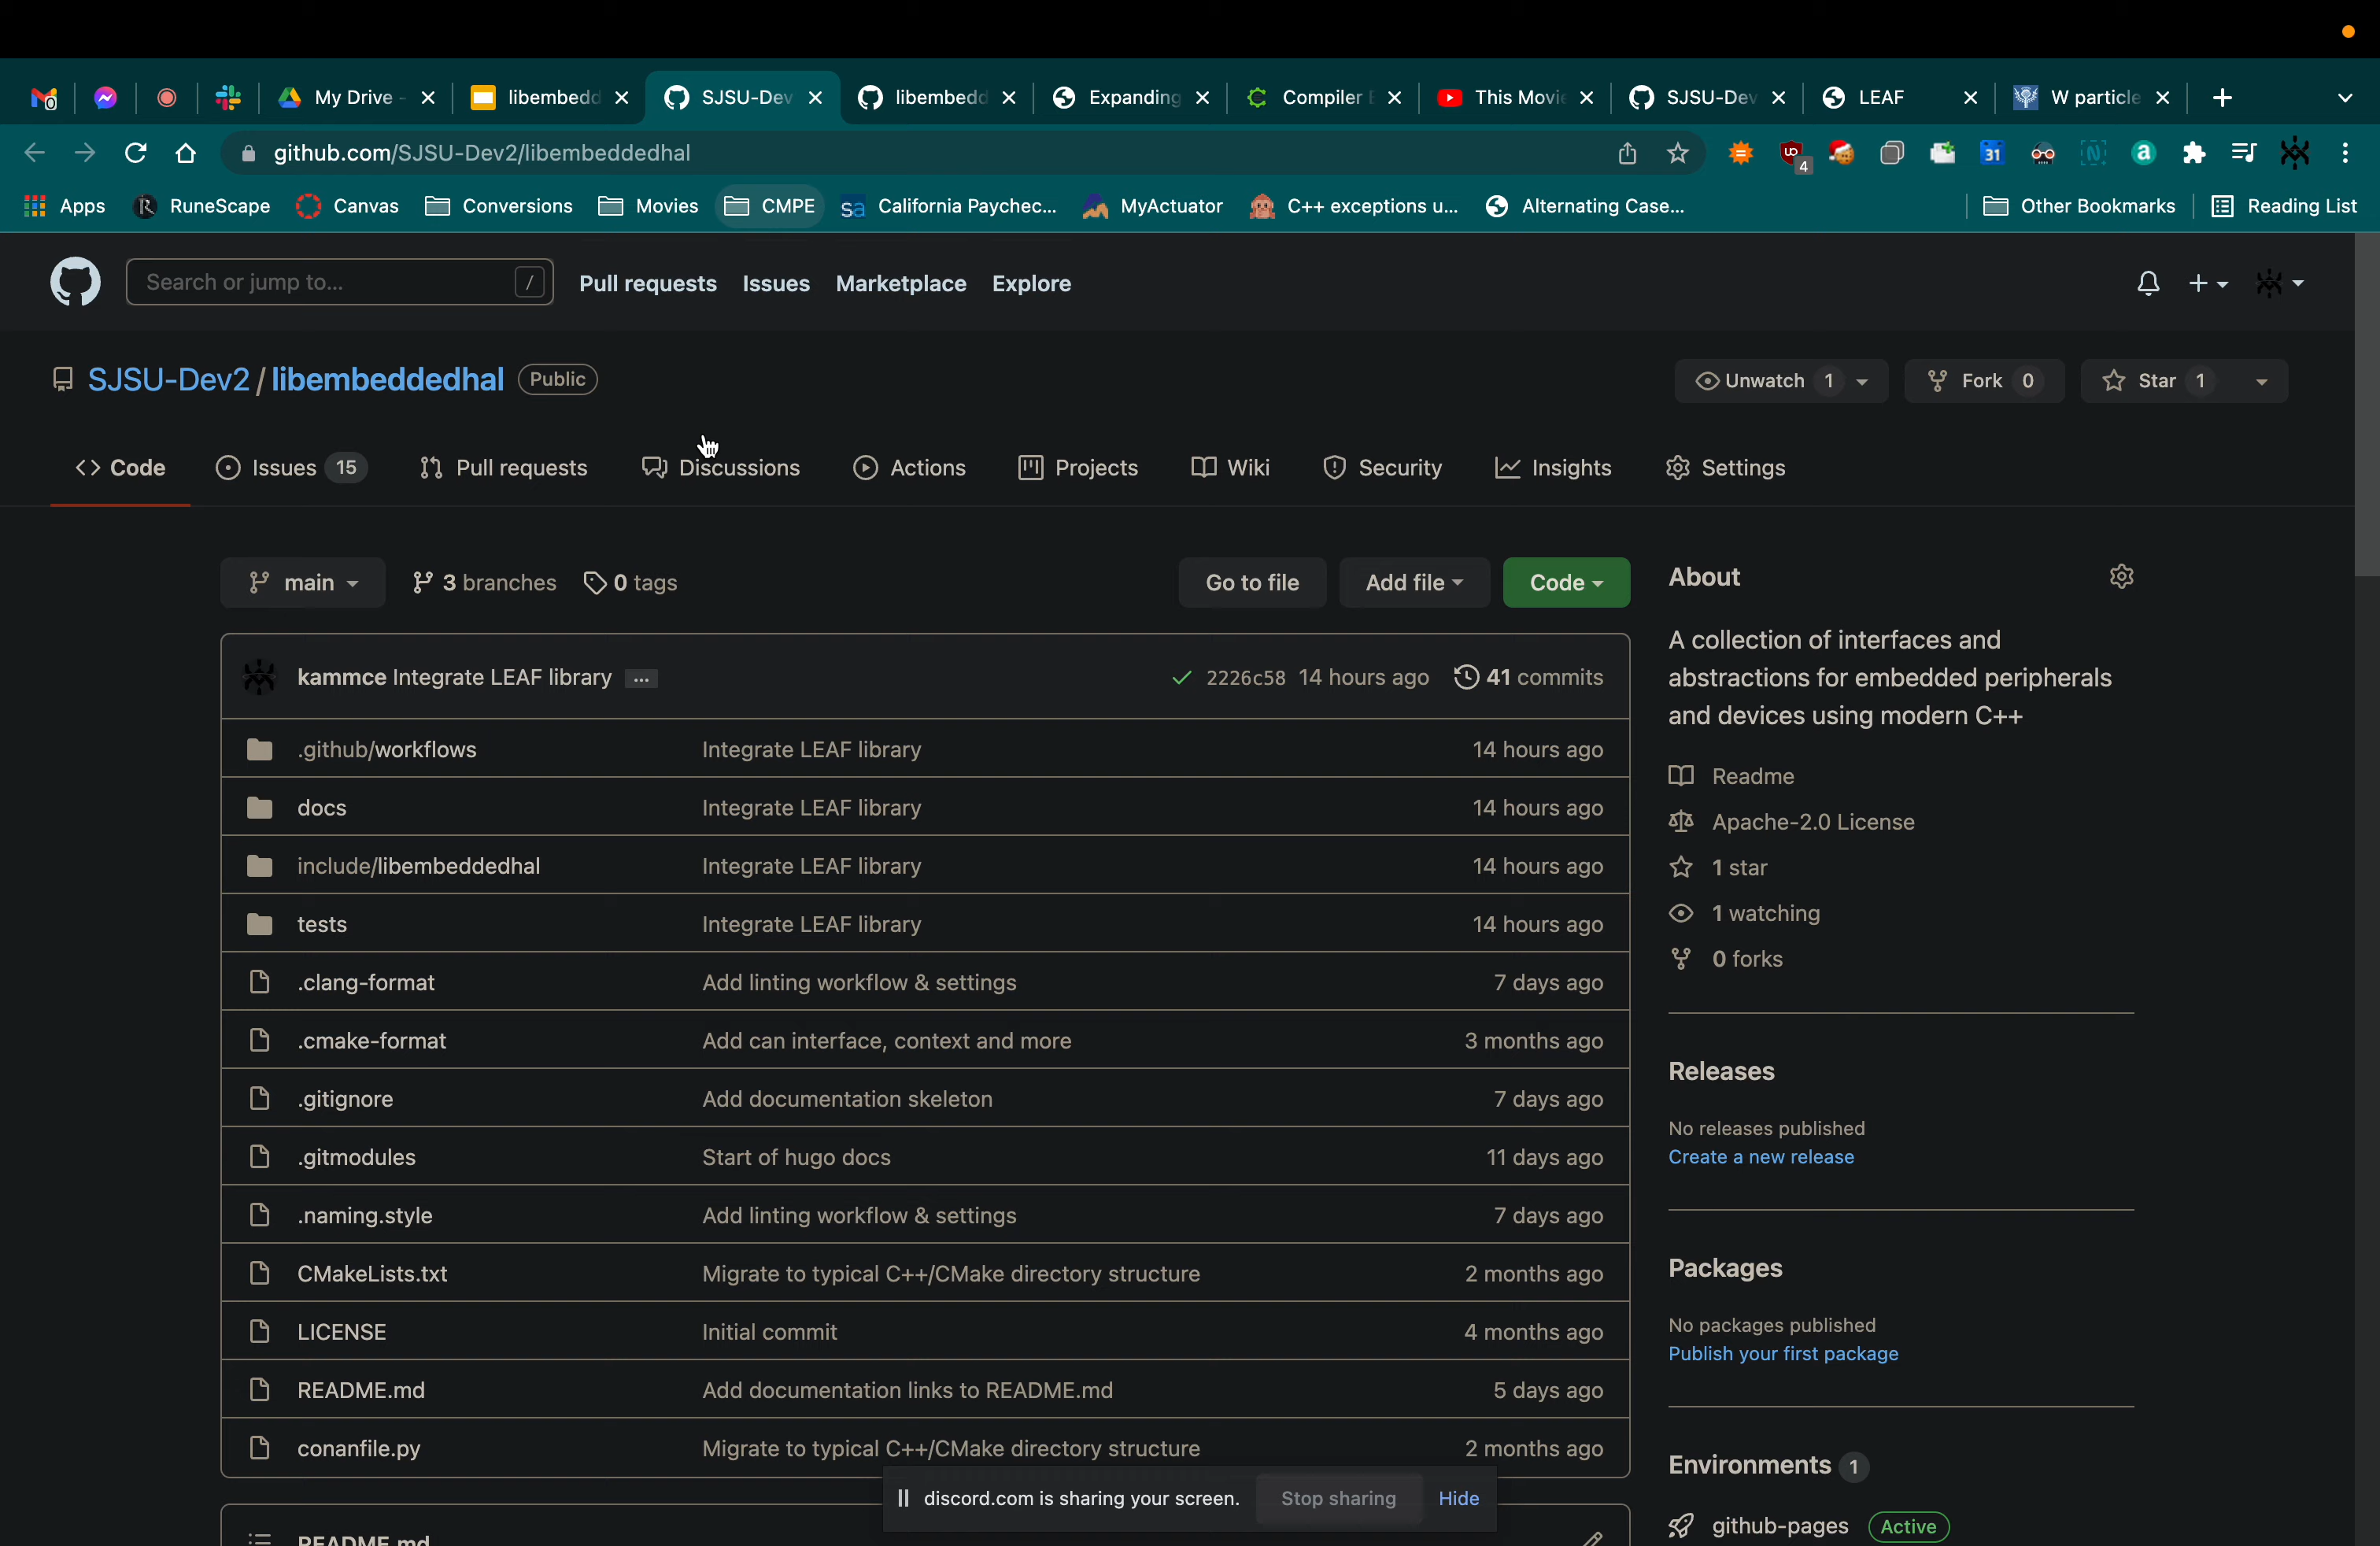 My Drive - libembedd SJSU-Dev libembedd Expanding Compiler E This Movie SJSU-Dev LEAF W particle
github.com/SJSU-Dev2/libembeddedhal
4
31
Apps RuneScape Canvas Conversions Movies CMPE California Paychec... MyActuator C++ exceptions u... Alternating Case... Other Bookmarks Reading List
Search or jump to... / Pull requests Issues Marketplace Explore
SJSU-Dev2 / libembeddedhal Public Unwatch 1 Fork 0 Star 1
Code Issues 15 Pull requests Discussions Actions Projects Wiki Security Insights Settings
main 3 branches 0 tags Go to file Add file Code
kammce Integrate LEAF library ... 2226c58 14 hours ago 41 commits
.github/workflows Integrate LEAF library 14 hours ago
docs Integrate LEAF library 14 hours ago
include/libembeddedhal Integrate LEAF library 14 hours ago
tests Integrate LEAF library 14 hours ago
.clang-format Add linting workflow & settings 7 days ago
.cmake-format Add can interface, context and more 3 months ago
.gitignore Add documentation skeleton 7 days ago
.gitmodules Start of hugo docs 11 days ago
.naming.style Add linting workflow & settings 7 days ago
CMakeLists.txt Migrate to typical C++/CMake directory structure 2 months ago
LICENSE Initial commit 4 months ago
README.md Add documentation links to README.md 5 days ago
conanfile.py Migrate to typical C++/CMake directory structure 2 months ago
README.md
About
A collection of interfaces and
abstractions for embedded peripherals
and devices using modern C++
Readme
Apache-2.0 License
1 star
1 watching
0 forks
Releases
No releases published
Create a new release
Packages
No packages published
Publish your first package
Environments 1
github-pages Active
discord.com is sharing your screen. Stop sharing Hide